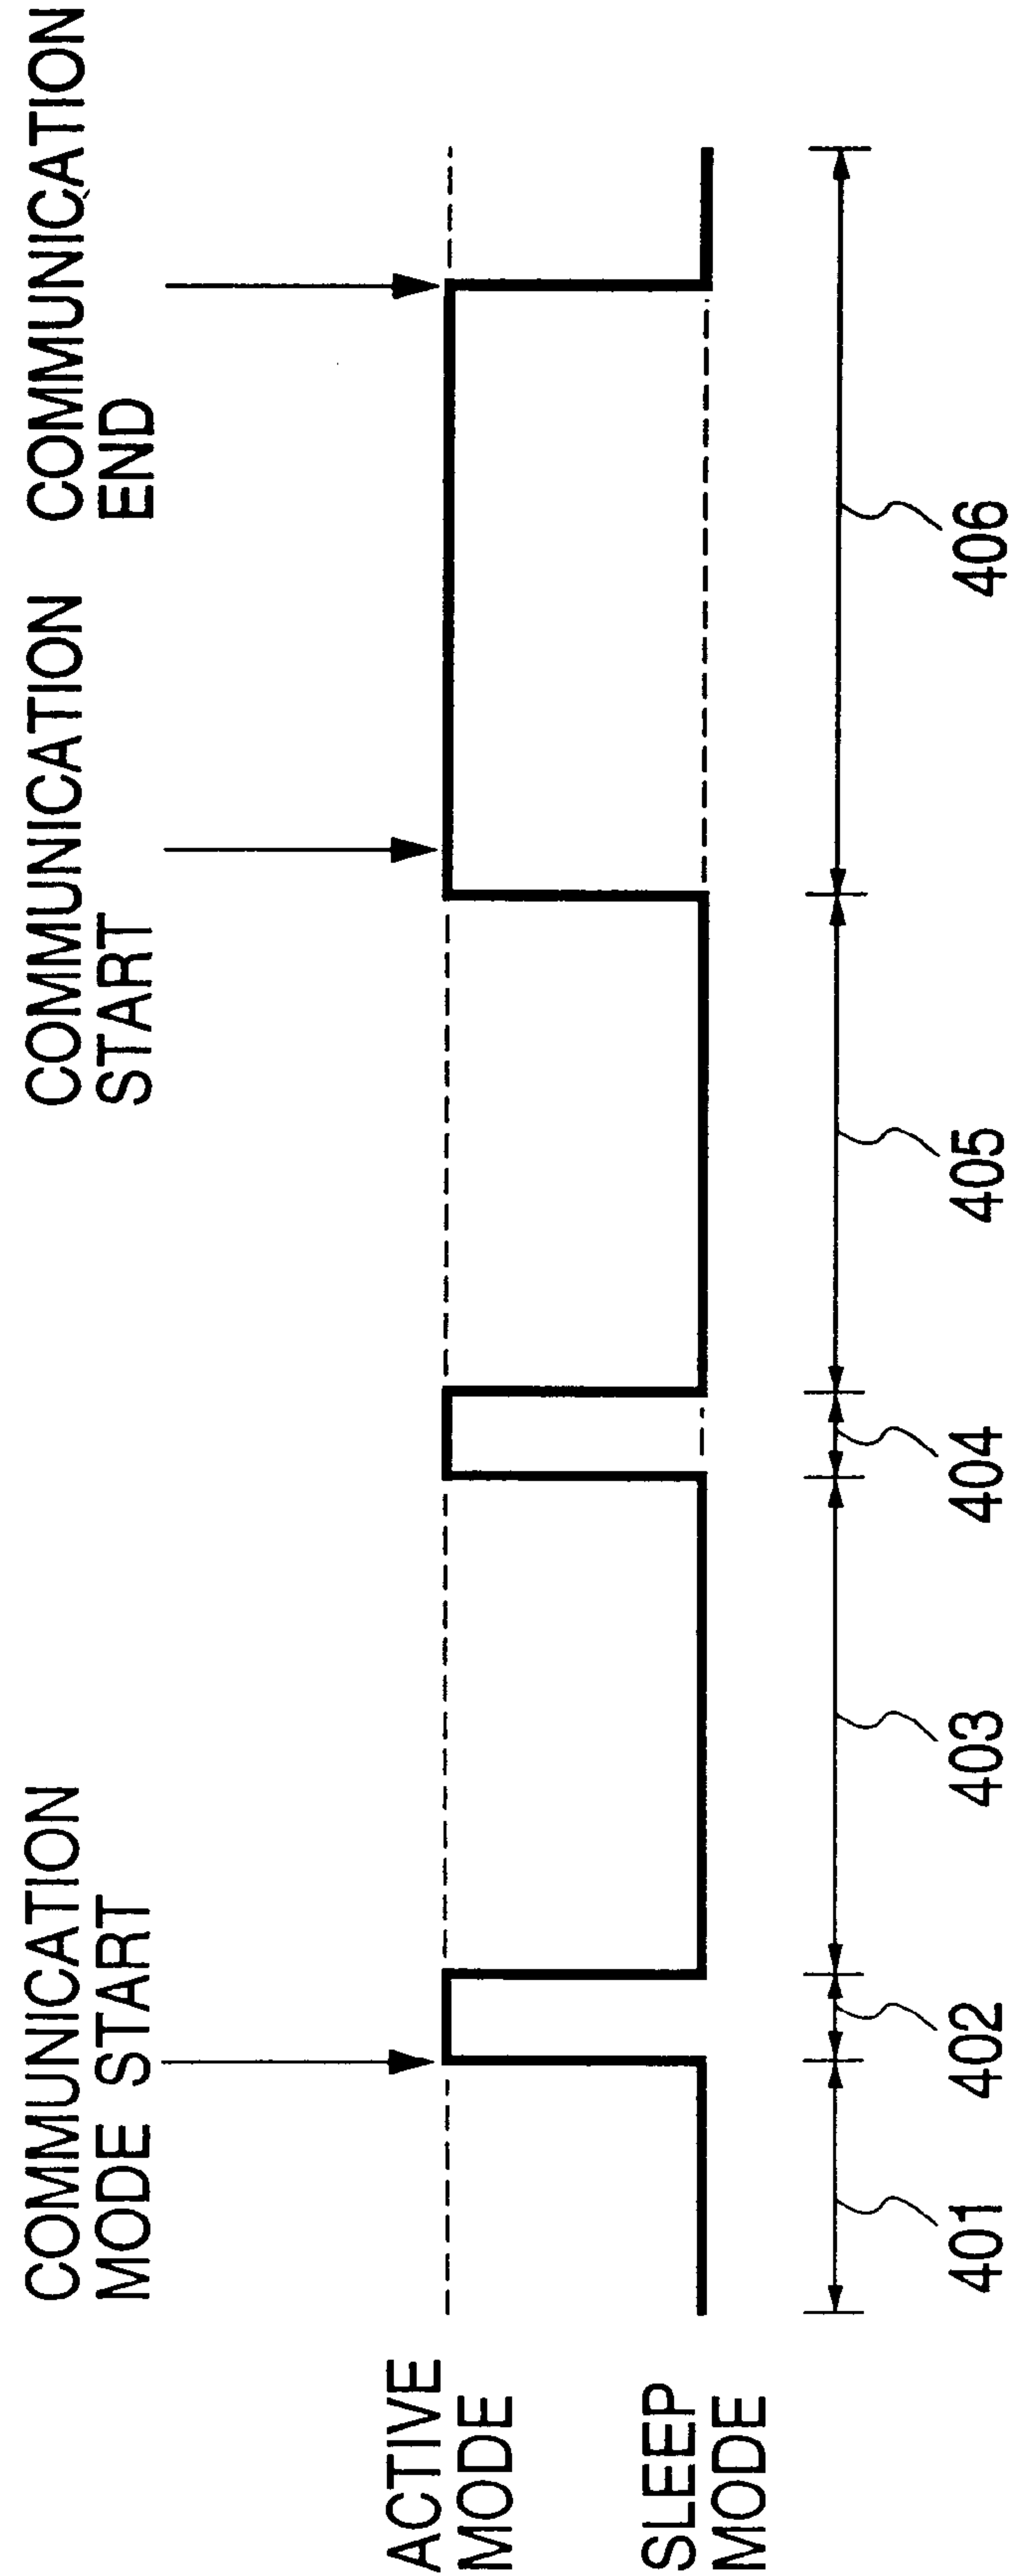 COMMUNICATION
MODE START
COMMUNICATION
START
COMMUNICATION
END
ACTIVE
MODE
SLEEP
MODE
401
402
403
404
405
406